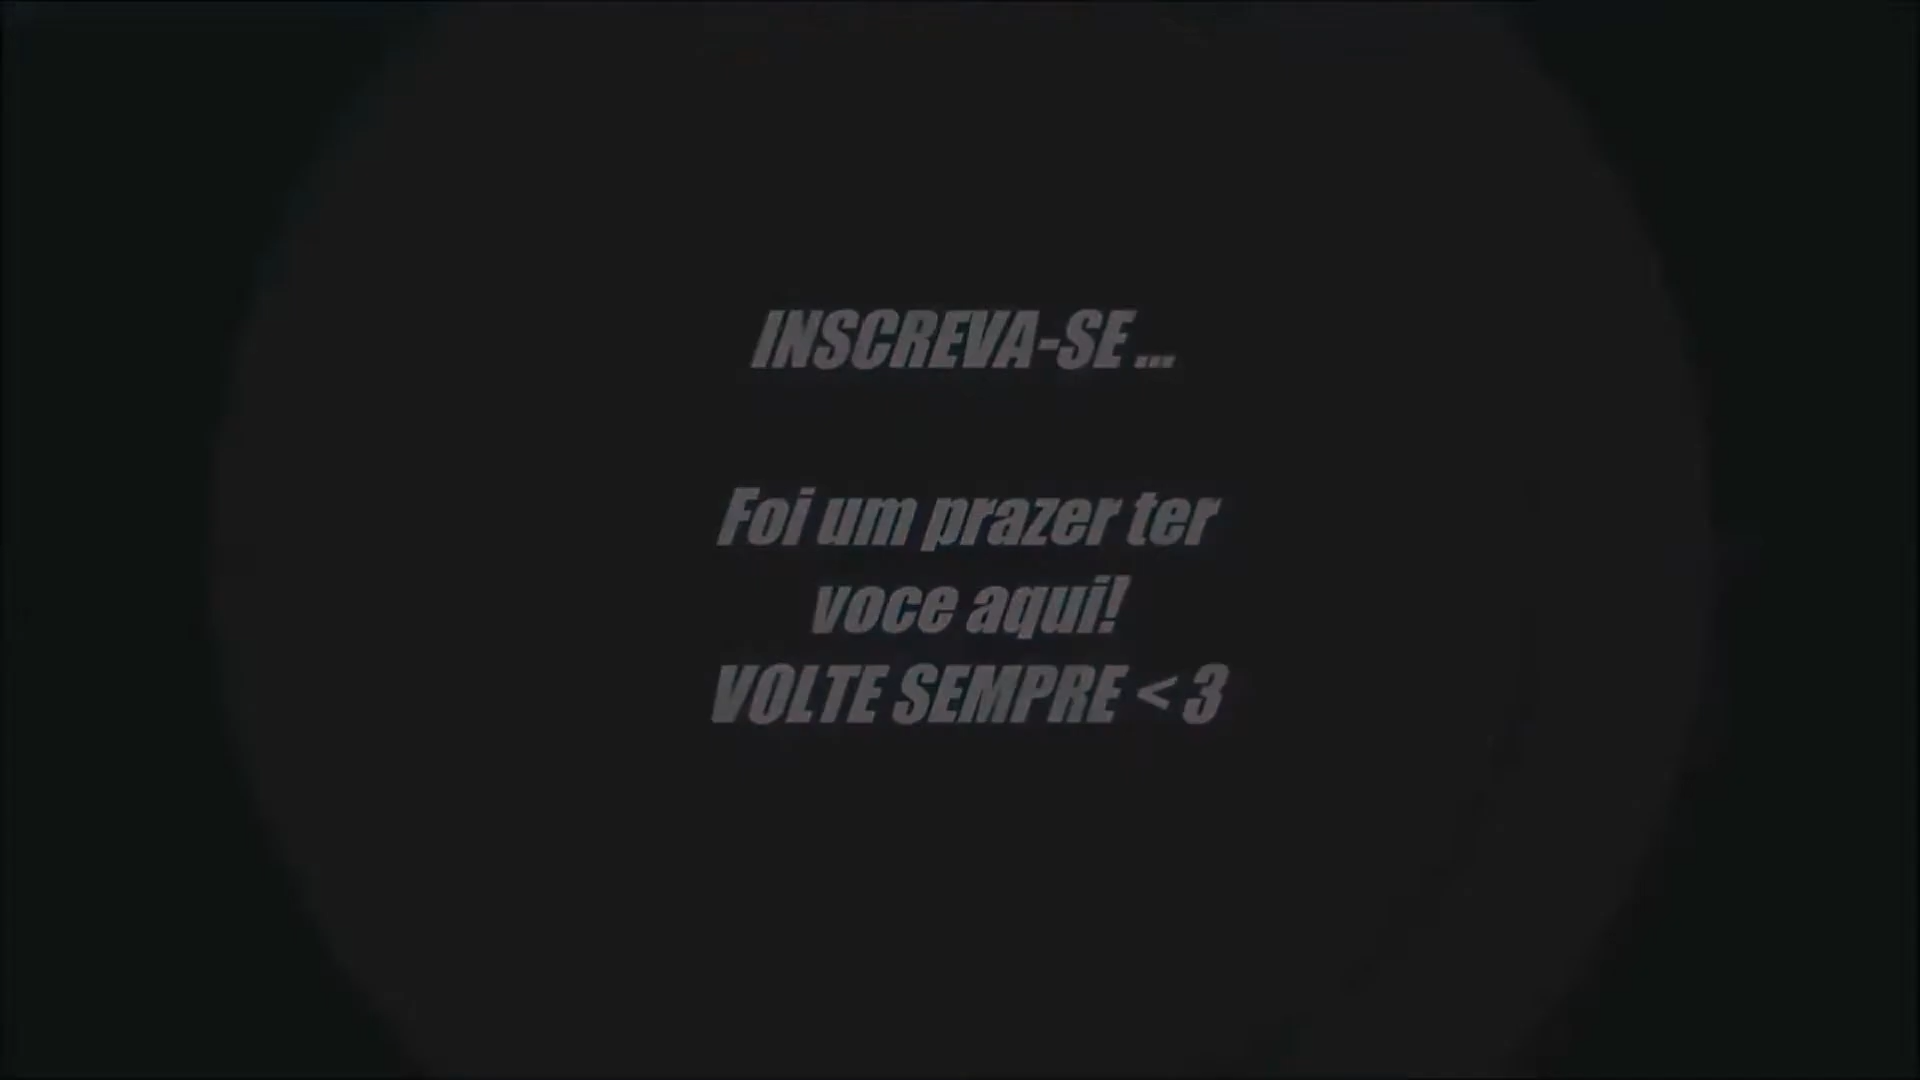 INSCREVA-SE ...
Foi um prazer ter
voce aqui!
VOLTE SEMPRE < 3